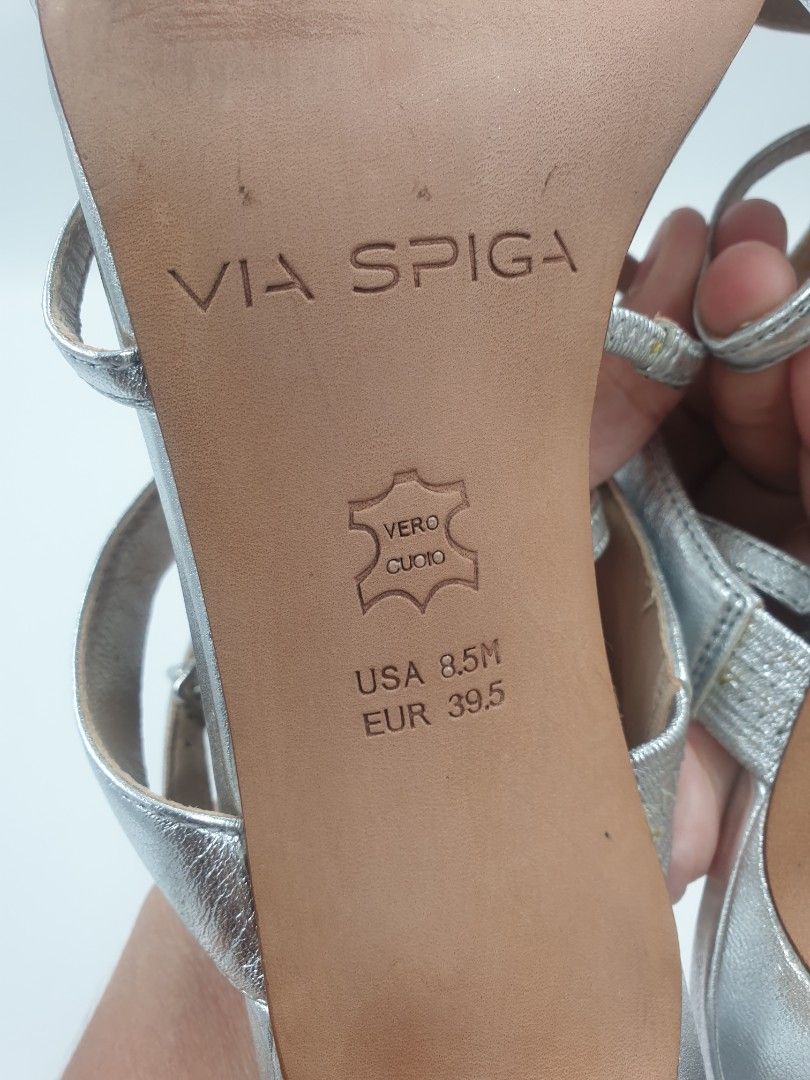 VIA SPIGA
VERO
CUOIO
USA 8.5M
EUR 39.5